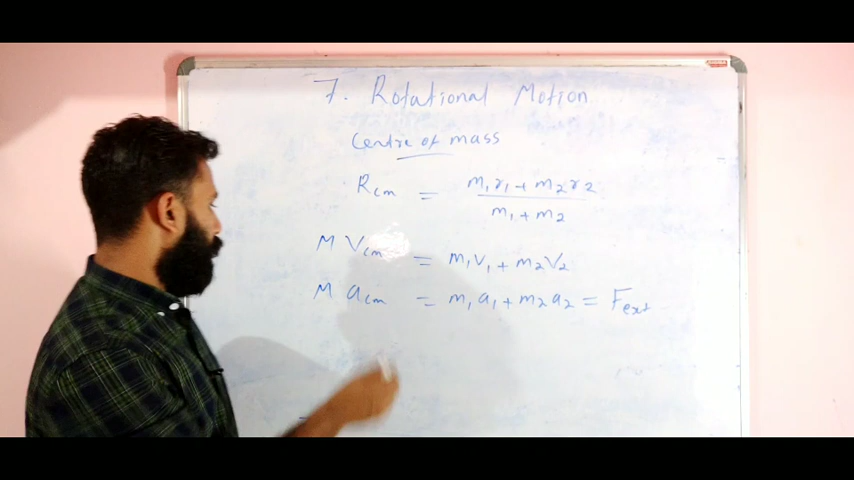 7. Rotational Motion
Centre of mass
Rcm = m₁r₁ + m₂r₂ / m₁ + m₂
M Vcm = m₁v₁ + m₂v₂
M acm = m₁a₁ + m₂a₂ = Fext